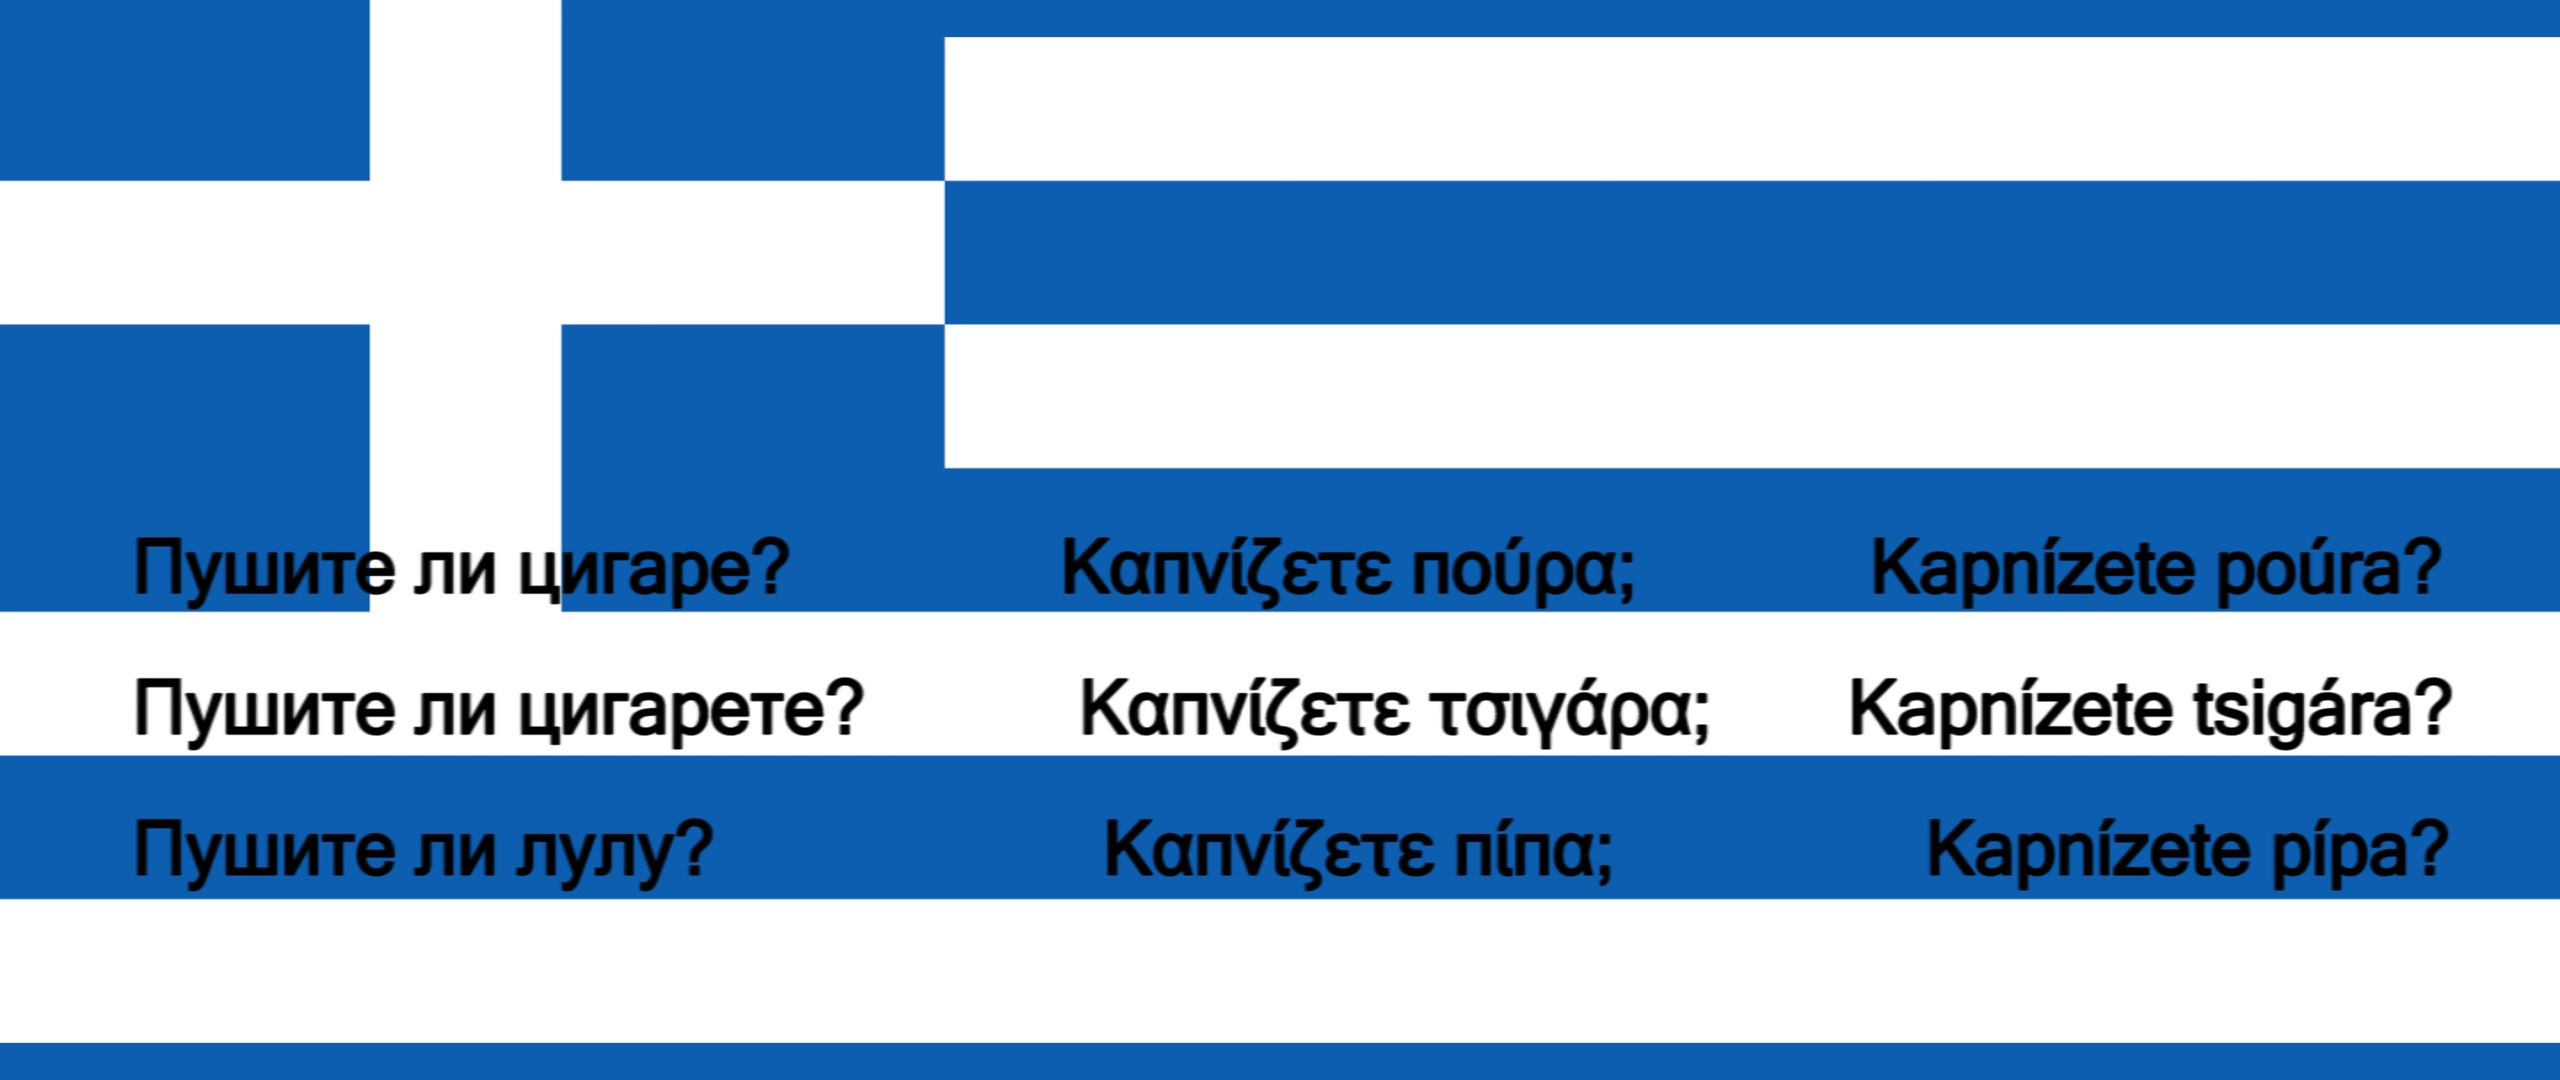 Пушите ли цигаре? Καπνίζετε πούρα; Kapnízete poúra?
Пушите ли цигарете? Καπνίζετε τσιγάρα; Kapnízete tsigára?
Пушите ли лулу? Καπνίζετε πίπα; Kapnízete pípa?